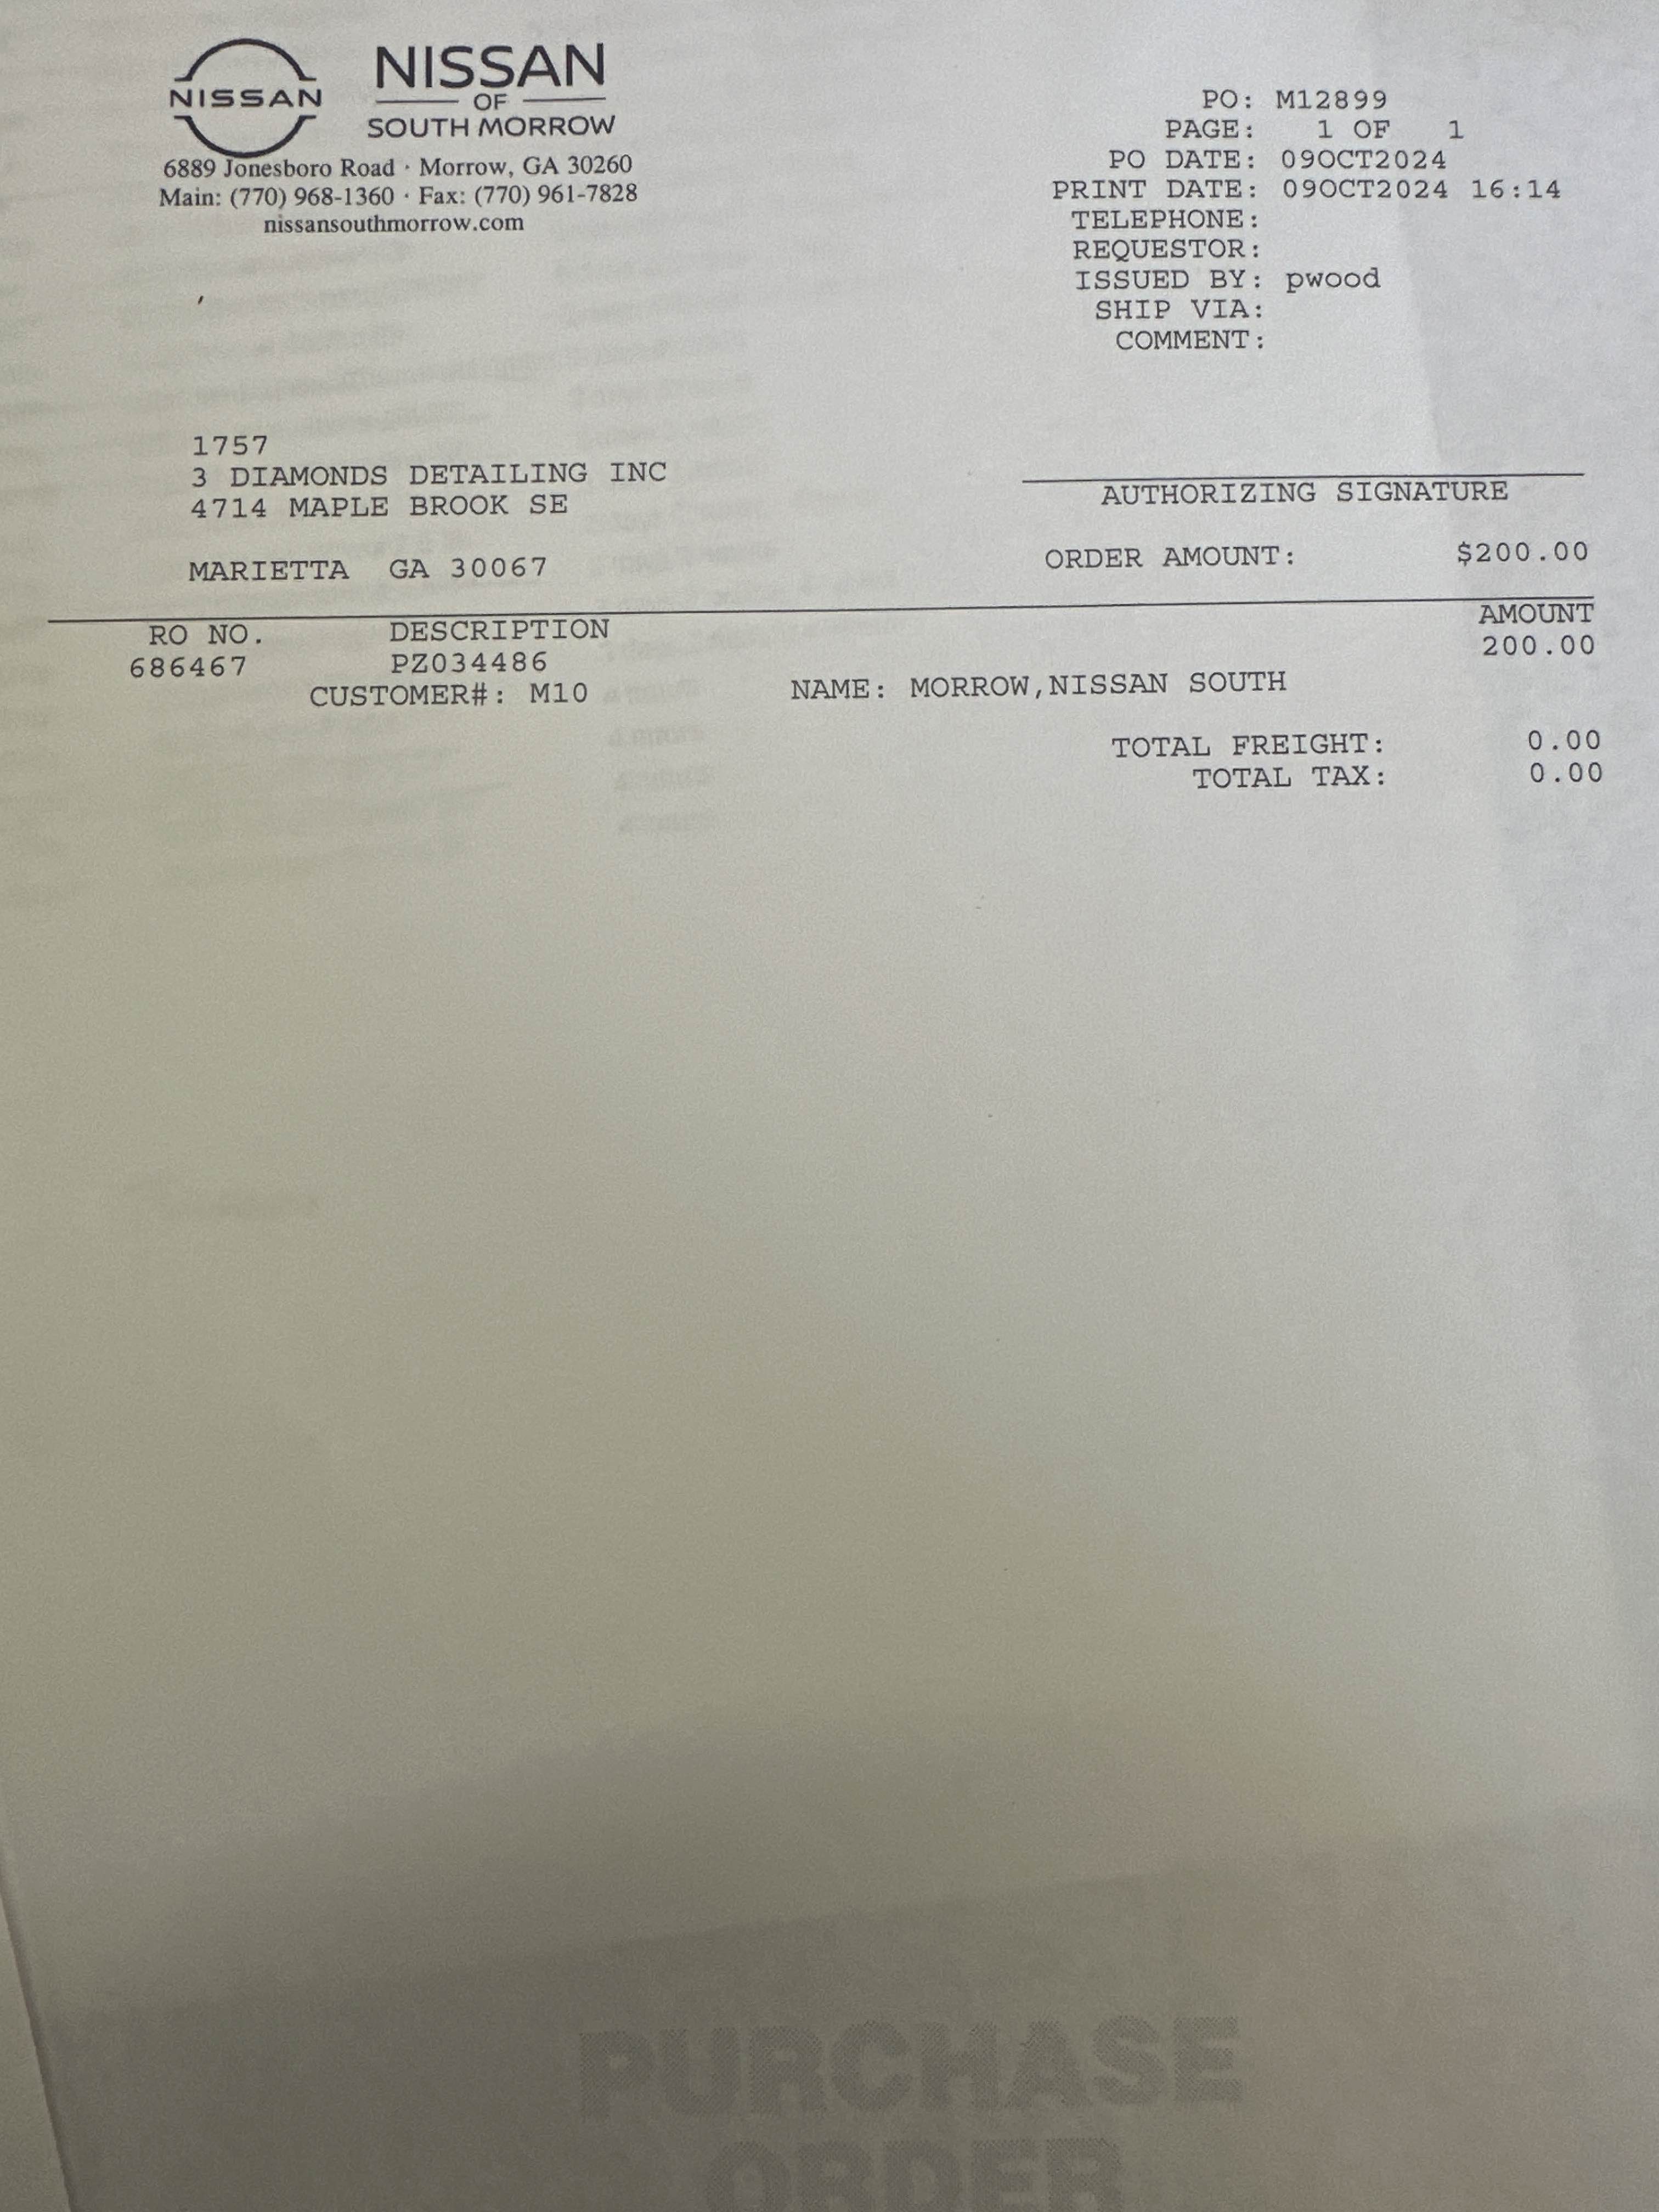 NISSAN
NISSAN
OF
SOUTH MORROW
6889 Jonesboro Road · Morrow, GA 30260
Main: (770) 968-1360 · Fax: (770) 961-7828
nissansouthmorrow.com
PO: M12899
PAGE: 1 OF 1
PO DATE: 09OCT2024
PRINT DATE: 09OCT2024 16:14
TELEPHONE:
REQUESTOR:
ISSUED BY: pwood
SHIP VIA:
COMMENT:
1757
3 DIAMONDS DETAILING INC
4714 MAPLE BROOK SE
MARIETTA GA 30067
AUTHORIZING SIGNATURE
ORDER AMOUNT: $200.00
RO NO. DESCRIPTION AMOUNT
686467 PZ034486 200.00
CUSTOMER#: M10 NAME: MORROW,NISSAN SOUTH
TOTAL FREIGHT: 0.00
TOTAL TAX: 0.00
PURCHASE
ORDER